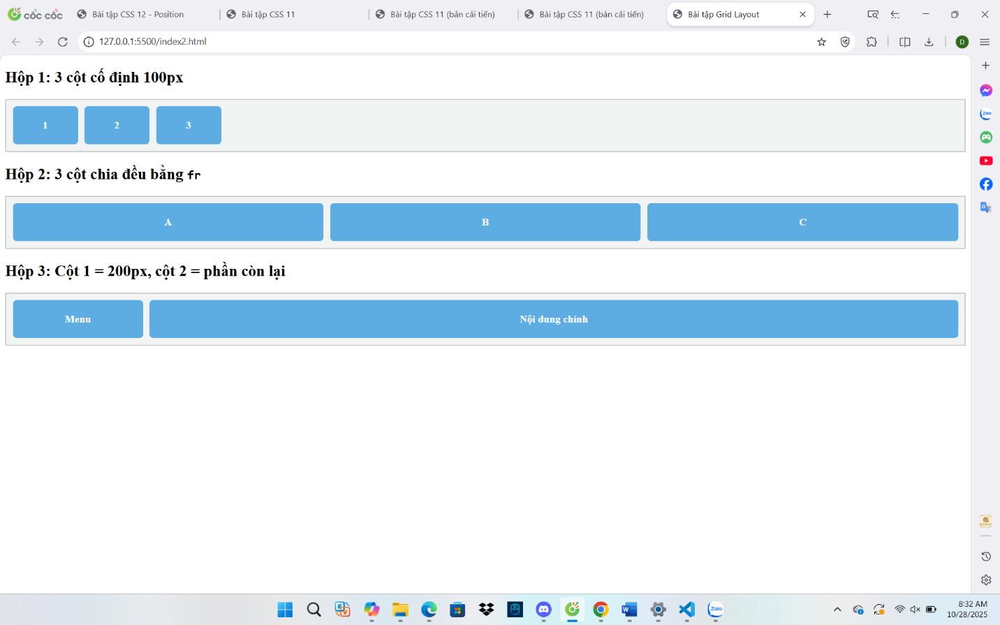 cốc cốc
Bài tập CSS 12 - Position
Bài tập CSS 11
Bài tập CSS 11 (bản cải tiến)
Bài tập CSS 11 (bản cải tiến)
Bài tập Grid Layout
127.0.0.1:5500/index2.html
D
Hộp 1: 3 cột cố định 100px
1
2
3
Hộp 2: 3 cột chia đều bằng fr
A
B
C
Hộp 3: Cột 1 = 200px, cột 2 = phần còn lại
Menu
Nội dung chính
Zalo
8:32 AM
10/28/2025